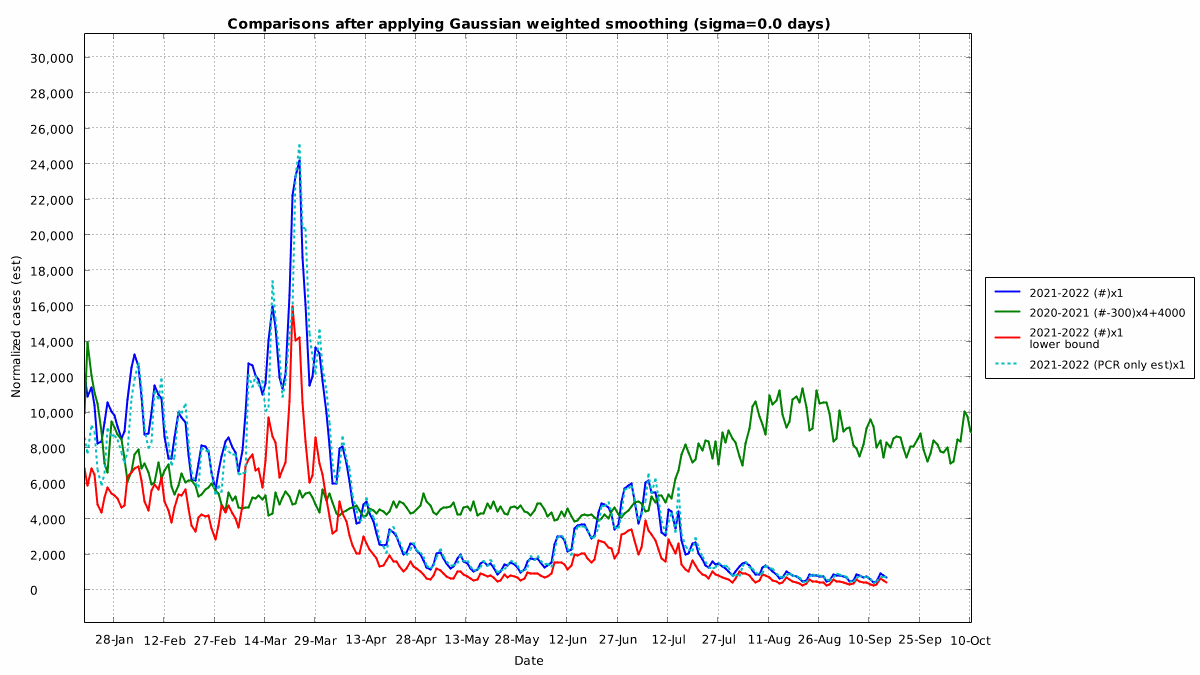 Comparisons after applying Gaussian weighted smoothing (sigma=0.0 days)
30,000
28,000
26,000
24,000
22,000
20,000
18,000
16,000
14,000
12,000
10,000
8,000
6,000
4,000
2,000
0
Normalized cases (est)
28-Jan 12-Feb 27-Feb 14-Mar 29-Mar 13-Apr 28-Apr 13-May 28-May 12-Jun 27-Jun 12-Jul 27-Jul 11-Aug 26-Aug 10-Sep 25-Sep 10-Oct
Date
2021-2022 (#)x1
2020-2021 (#-300)x4+4000
2021-2022 (#)x1
lower bound
2021-2022 (PCR only est)x1